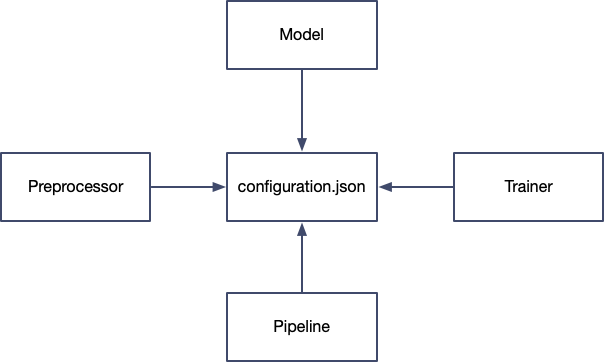 Model
Preprocessor
configuration.json
Trainer
Pipeline